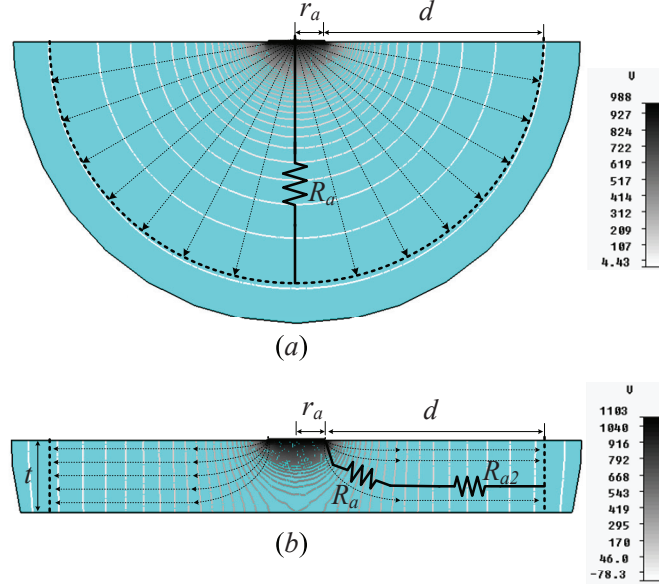 r_a
d
R_a
V
988
927
824
722
619
517
414
312
209
107
4.43
(a)
r_a
d
t
R_a
R_a2
V
1103
1040
916
792
668
543
419
295
170
46.0
-78.3
(b)